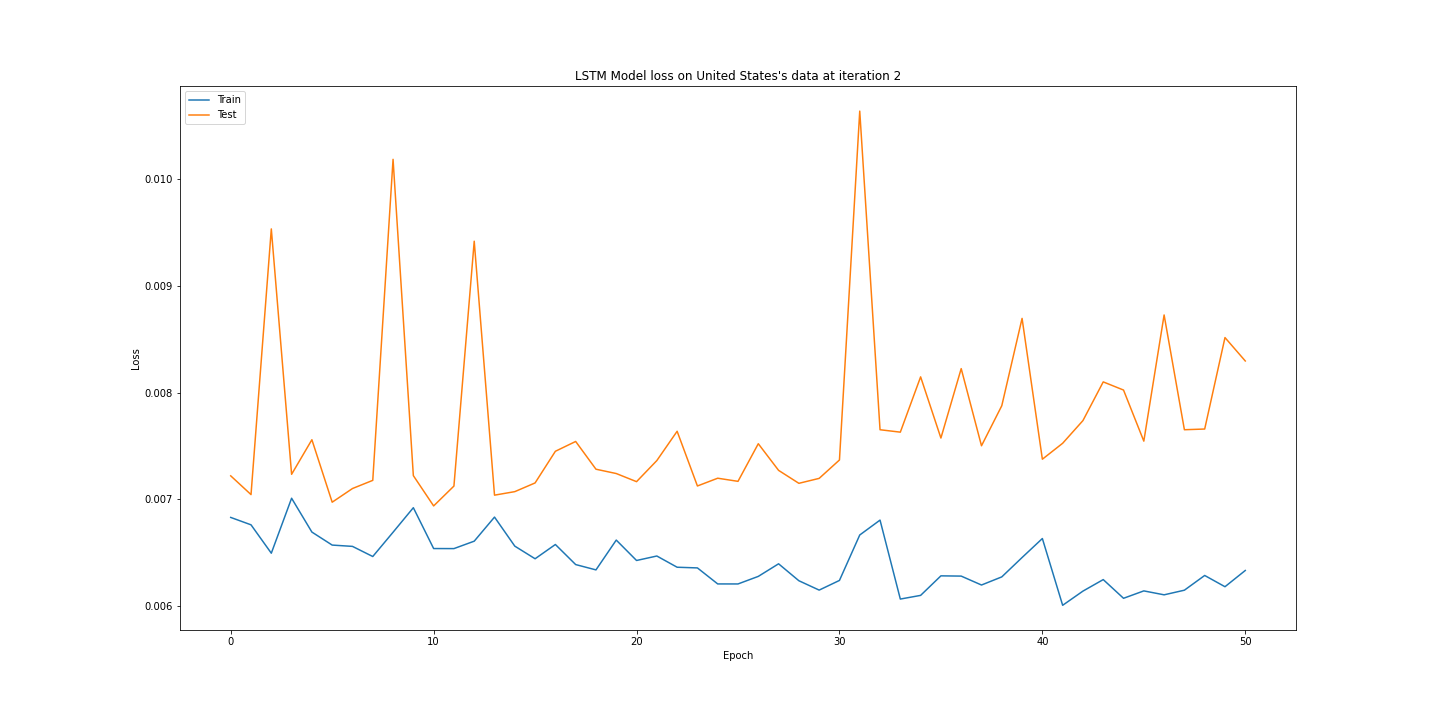 LSTM Model loss on United States's data at iteration 2
Train
Test
0.010
0.009
0.008
0.007
0.006
Loss
0 10 20 30 40 50
Epoch